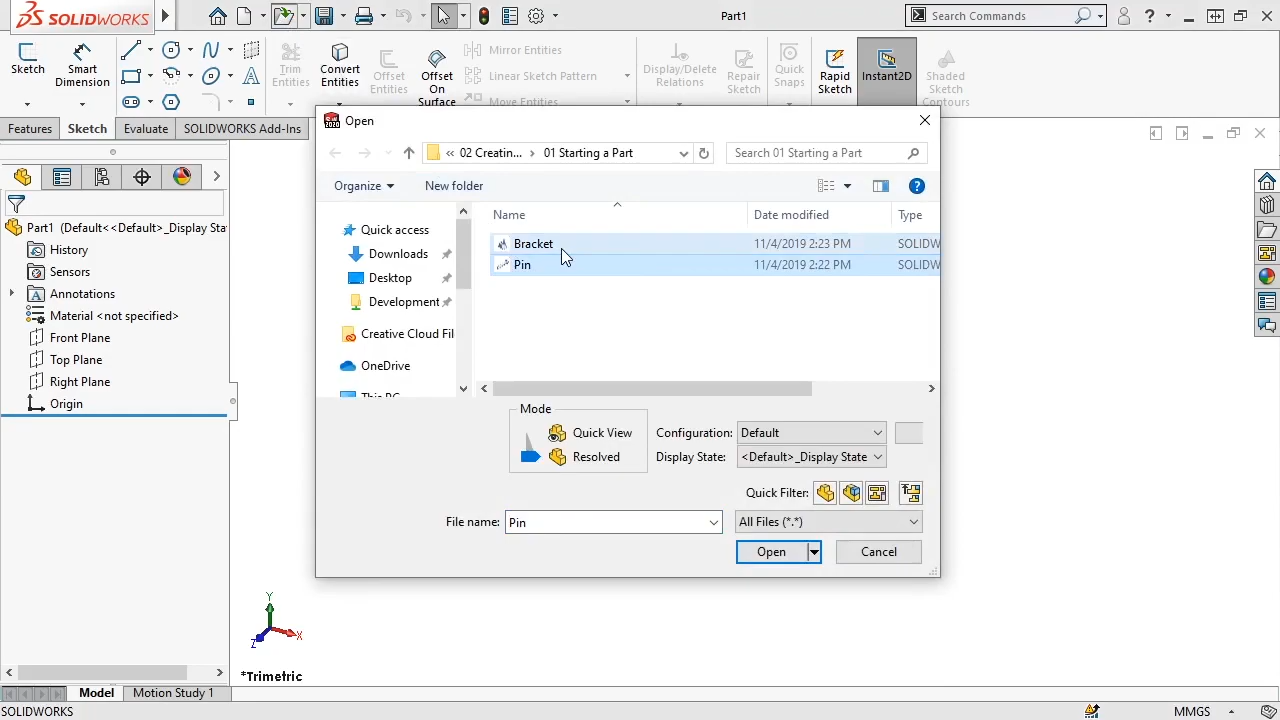 SOLIDWORKS
Part1
Search Commands
Sketch
Smart Dimension
Trim Entities
Convert Entities
Offset Entities
Offset On Surface
Mirror Entities
Linear Sketch Pattern
Move Entities
Display/Delete Relations
Repair Sketch
Quick Snaps
Rapid Sketch
Instant2D
Shaded Sketch Contours
Features
Sketch
Evaluate
SOLIDWORKS Add-Ins
Part1 (Default<<Default>_Display Sta
History
Sensors
Annotations
Material <not specified>
Front Plane
Top Plane
Right Plane
Origin
Open
« 02 Creatin... › 01 Starting a Part
Search 01 Starting a Part
Organize
New folder
Quick access
Downloads
Desktop
Development
Creative Cloud Fil
OneDrive
This PC
Name Date modified Type
Bracket 11/4/2019 2:23 PM SOLIDW
Pin 11/4/2019 2:22 PM SOLIDW
Mode
Quick View
Resolved
Configuration: Default
Display State: <Default>_Display State
Quick Filter:
File name: Pin
All Files (*.*)
Open
Cancel
Y
X
Z
*Trimetric
Model
Motion Study 1
SOLIDWORKS
MMGS